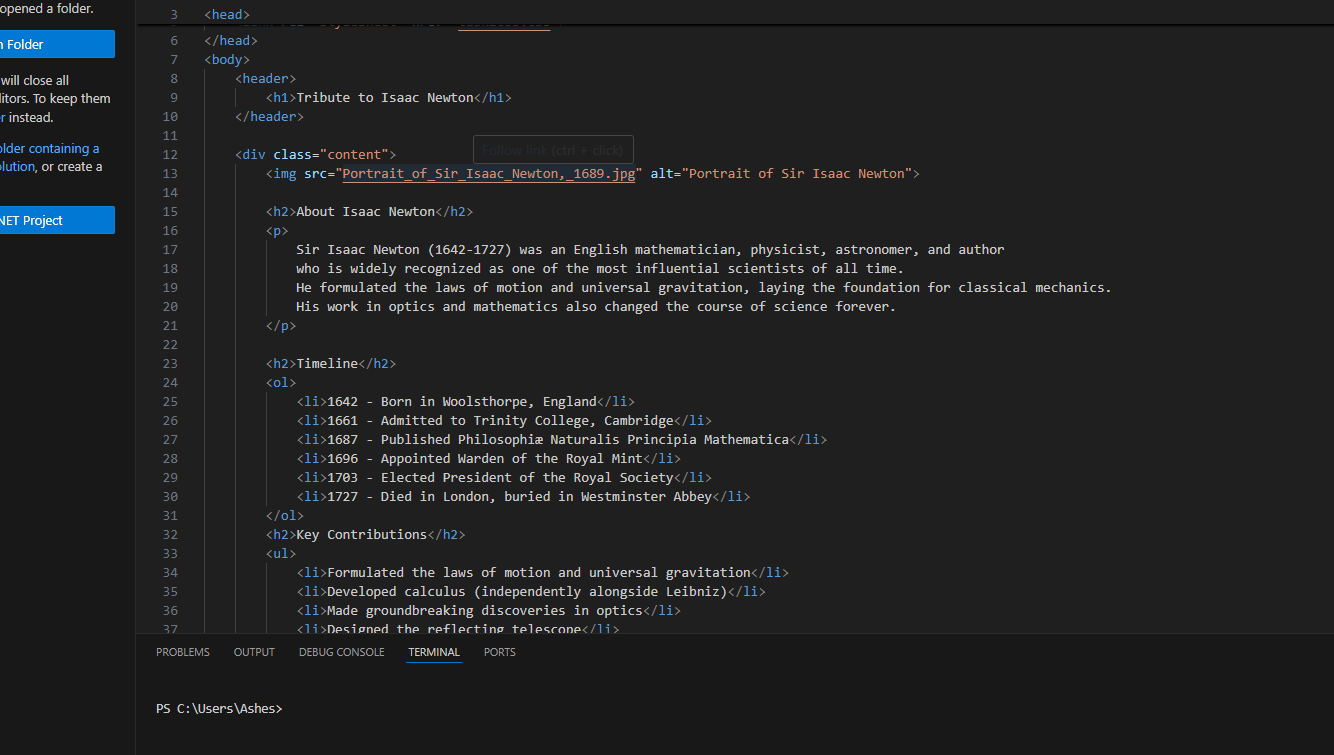 opened a folder.
n Folder
will close all
litors. To keep them
r instead.
older containing a
olution, or create a
NET Project
3 <head>
6 </head>
7 <body>
8 <header>
9 <h1>Tribute to Isaac Newton</h1>
10 </header>
11
Follow link (ctrl + click)
12 <div class="content">
13 <img src="Portrait_of_Sir_Isaac_Newton,_1689.jpg" alt="Portrait of Sir Isaac Newton">
14
15 <h2>About Isaac Newton</h2>
16 <p>
17 Sir Isaac Newton (1642-1727) was an English mathematician, physicist, astronomer, and author
18 who is widely recognized as one of the most influential scientists of all time.
19 He formulated the laws of motion and universal gravitation, laying the foundation for classical mechanics.
20 His work in optics and mathematics also changed the course of science forever.
21 </p>
22
23 <h2>Timeline</h2>
24 <ol>
25 <li>1642 - Born in Woolsthorpe, England</li>
26 <li>1661 - Admitted to Trinity College, Cambridge</li>
27 <li>1687 - Published Philosophiæ Naturalis Principia Mathematica</li>
28 <li>1696 - Appointed Warden of the Royal Mint</li>
29 <li>1703 - Elected President of the Royal Society</li>
30 <li>1727 - Died in London, buried in Westminster Abbey</li>
31 </ol>
32 <h2>Key Contributions</h2>
33 <ul>
34 <li>Formulated the laws of motion and universal gravitation</li>
35 <li>Developed calculus (independently alongside Leibniz)</li>
36 <li>Made groundbreaking discoveries in optics</li>
37 <li>Designed the reflecting telescope</li>
PROBLEMS OUTPUT DEBUG CONSOLE TERMINAL PORTS
PS C:\Users\Ashes>